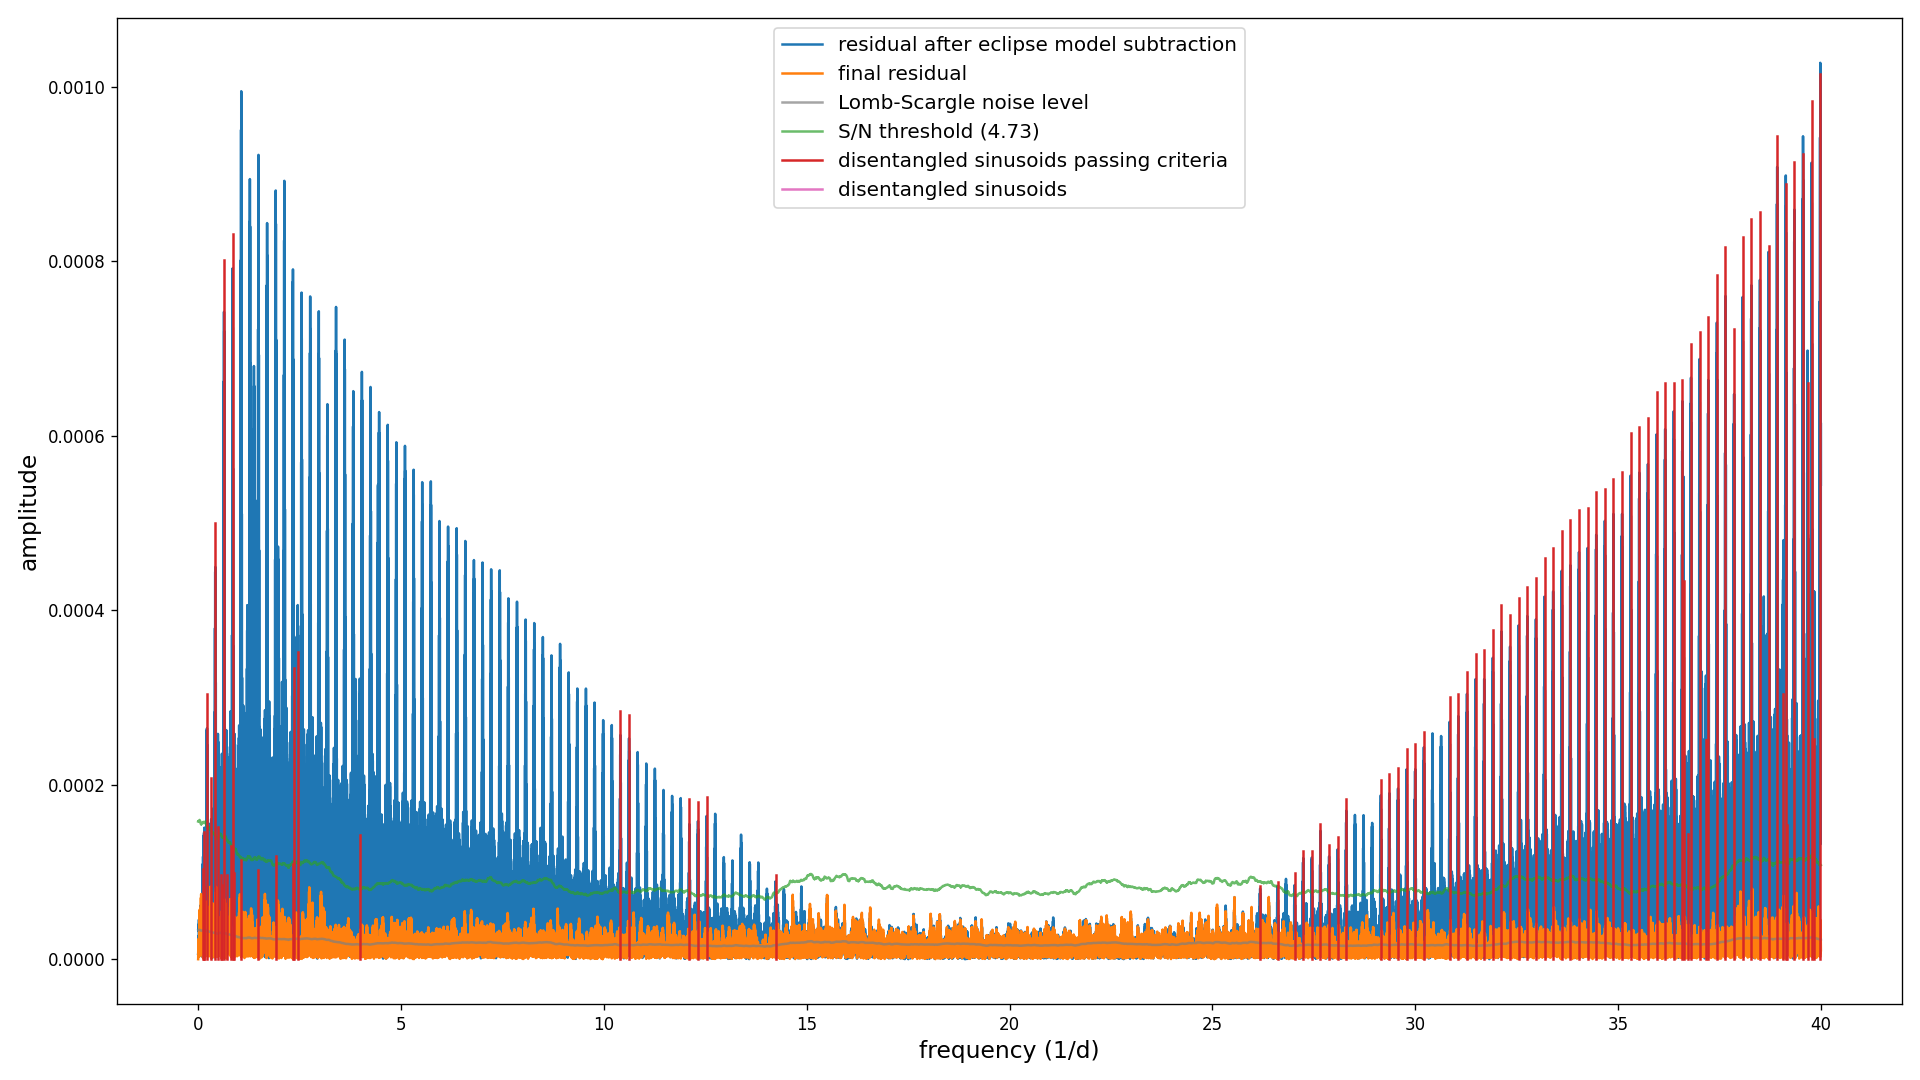 residual after eclipse model subtraction
final residual
Lomb-Scargle noise level
S/N threshold (4.73)
disentangled sinusoids passing criteria
disentangled sinusoids
amplitude
0.0010
0.0008
0.0006
0.0004
0.0002
0.0000
0 5 10 15 20 25 30 35 40
frequency (1/d)